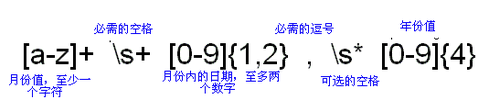 必需的空格
必需的逗号
年份值
[a-z]+ \s+ [0-9]{1,2} , \s* [0-9]{4}
月份值，至少一
个字符
月份内的日期，至多两
个数字
可选的空格